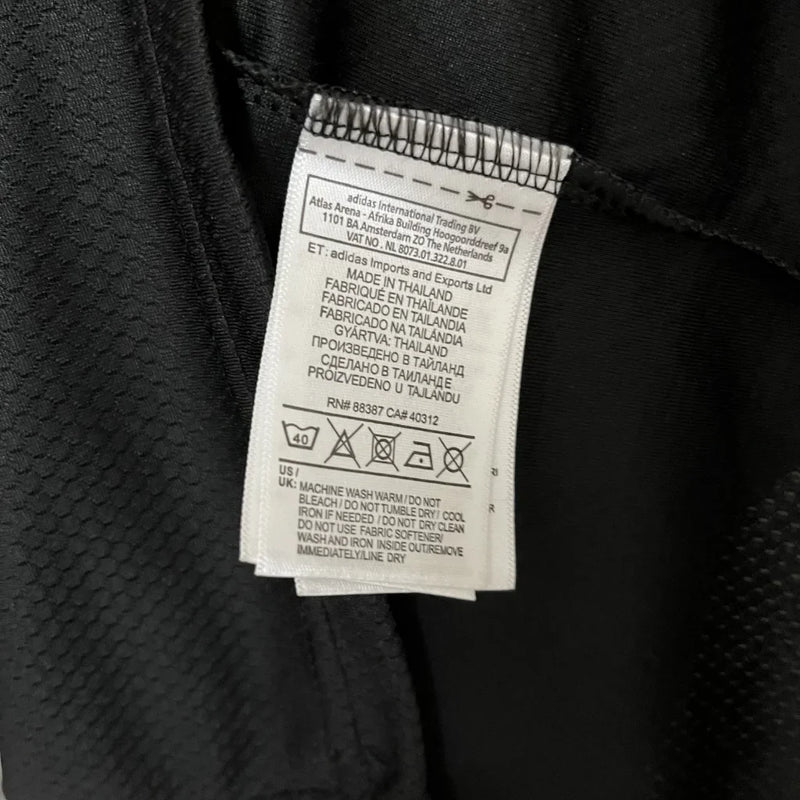 adidas International Trading BV
Atlas Arena - Afrika Building Hoogoorddreef 9a
1101 BA Amsterdam ZO The Netherlands
VAT NO. NL 8073.01.322.8.01
ET: adidas Imports and Exports Ltd
MADE IN THAILAND
FABRIQUÉ EN THAÏLANDE
FABRICADO EN TAILANDIA
FABRICADO NA TAILÂNDIA
GYÁRTVA: THAILAND
ПРОИЗВЕДЕНО В ТАЙЛАНД
СДЕЛАНО В ТАИЛАНДЕ
PROIZVEDENO U TAJLANDU
RN# 88387 CA# 40312
40
US /
UK: MACHINE WASH WARM / DO NOT
BLEACH / DO NOT TUMBLE DRY / COOL
IRON IF NEEDED / DO NOT DRY CLEAN
DO NOT USE FABRIC SOFTENER/
WASH AND IRON INSIDE OUT/REMOVE
IMMEDIATELY/LINE DRY